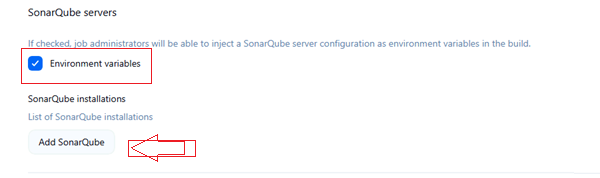 SonarQube servers
If checked, job administrators will be able to inject a SonarQube server configuration as environment variables in the build.
Environment variables
SonarQube installations
List of SonarQube installations
Add SonarQube